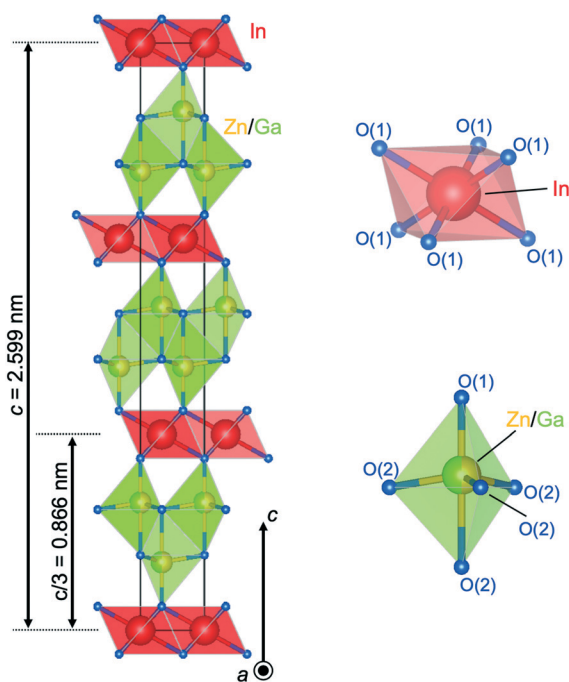 In
Zn/Ga
c = 2.599 nm
c/3 = 0.866 nm
c
a
O(1)
O(1)
O(1)
In
O(1)
O(1)
O(1)
O(1)
Zn/Ga
O(2)
O(2)
O(2)
O(2)